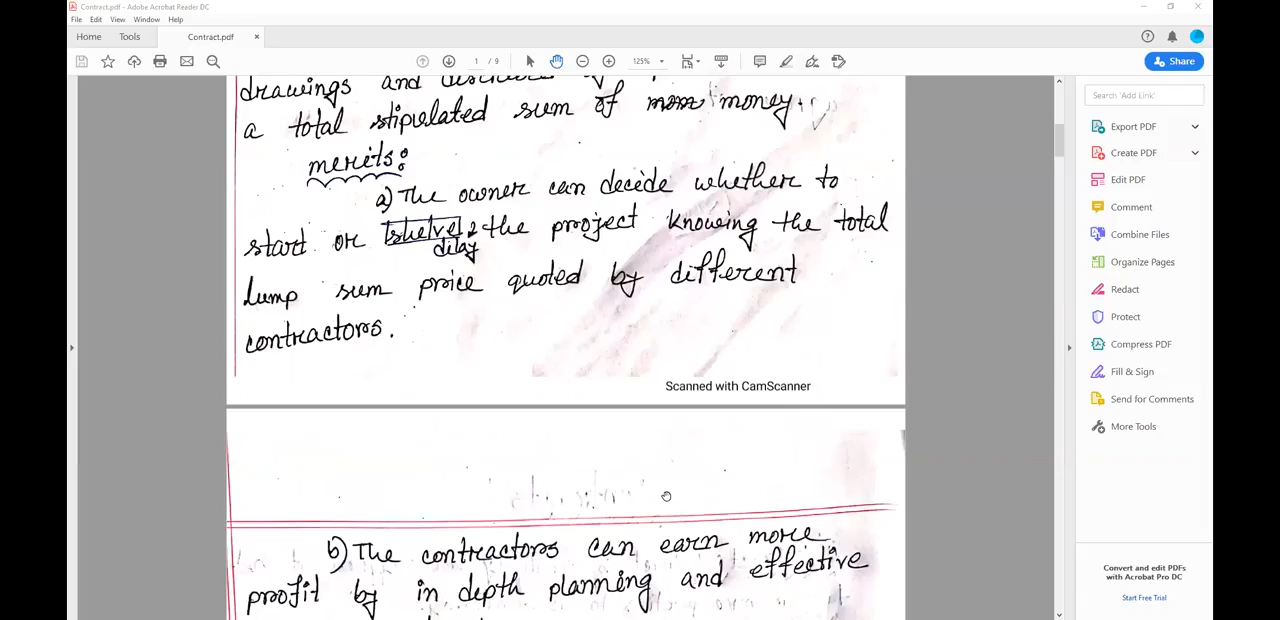 Contract.pdf - Adobe Acrobat Reader DC
File Edit View Window Help
Home Tools Contract.pdf ×
1 / 9 125% Share
drawings and
a total stipulated sum of money.
merits:
a) The owner can decide whether to
start or shelve the project knowing the total
delay
lump sum price quoted by different
contractors.
Scanned with CamScanner
b) The contractors can earn more
profit by in depth planning and effective
Search 'Add Link'
Export PDF
Create PDF
Edit PDF
Comment
Combine Files
Organize Pages
Redact
Protect
Compress PDF
Fill & Sign
Send for Comments
More Tools
Convert and edit PDFs
with Acrobat Pro DC
Start Free Trial